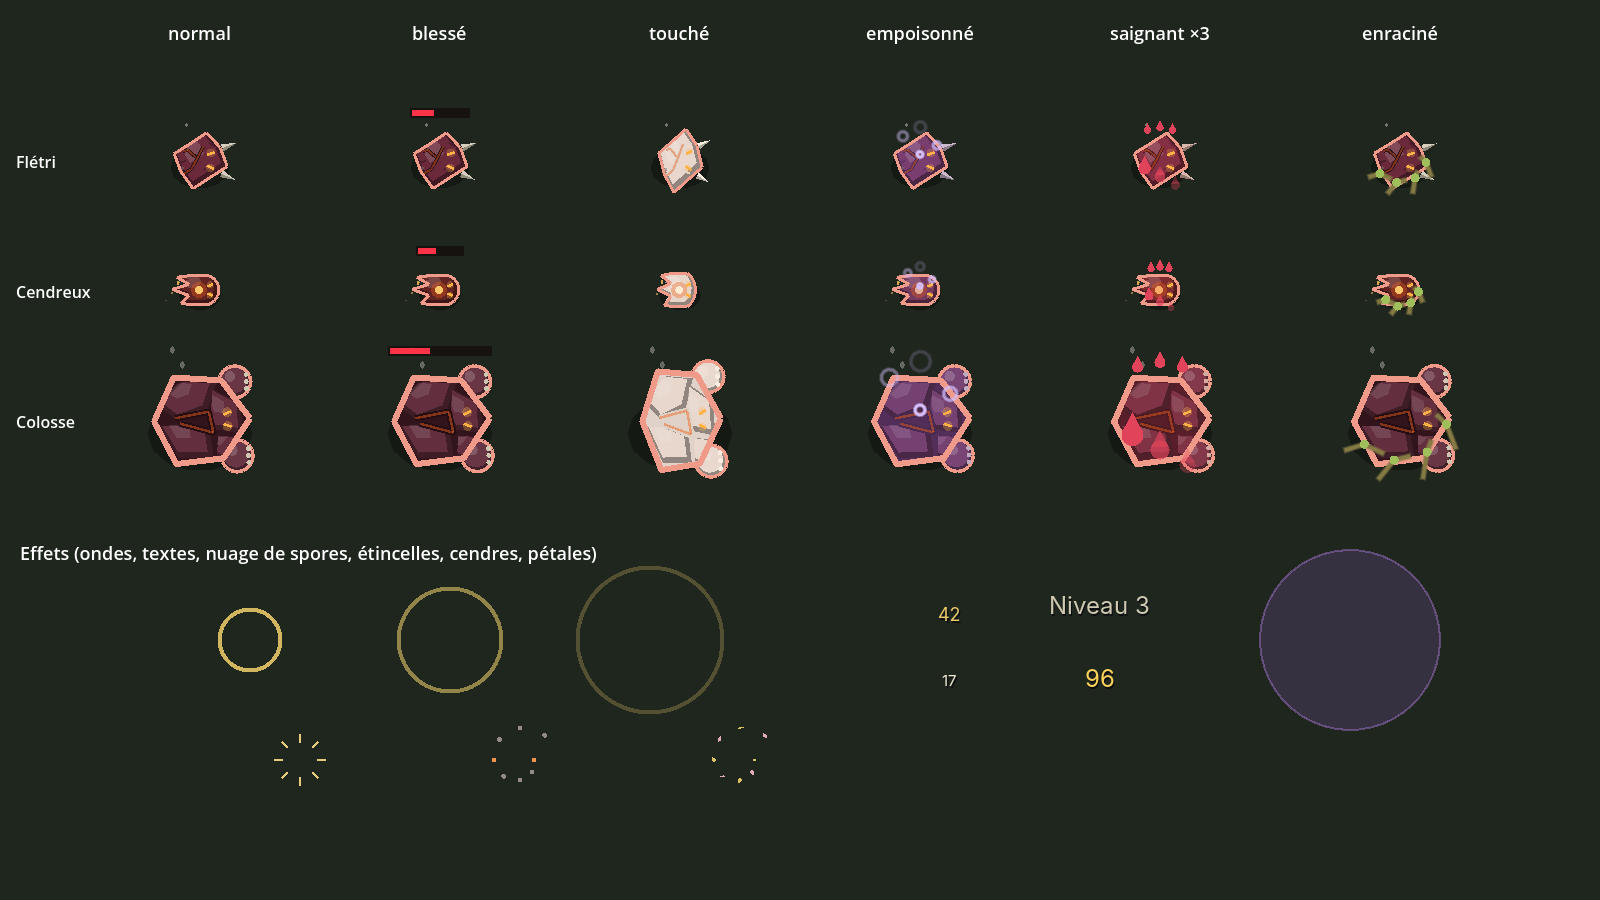 normal
blessé
touché
empoisonné
saignant ×3
enraciné
Flétri
Cendreux
Colosse
Effets (ondes, textes, nuage de spores, étincelles, cendres, pétales)
42
Niveau 3
17
96